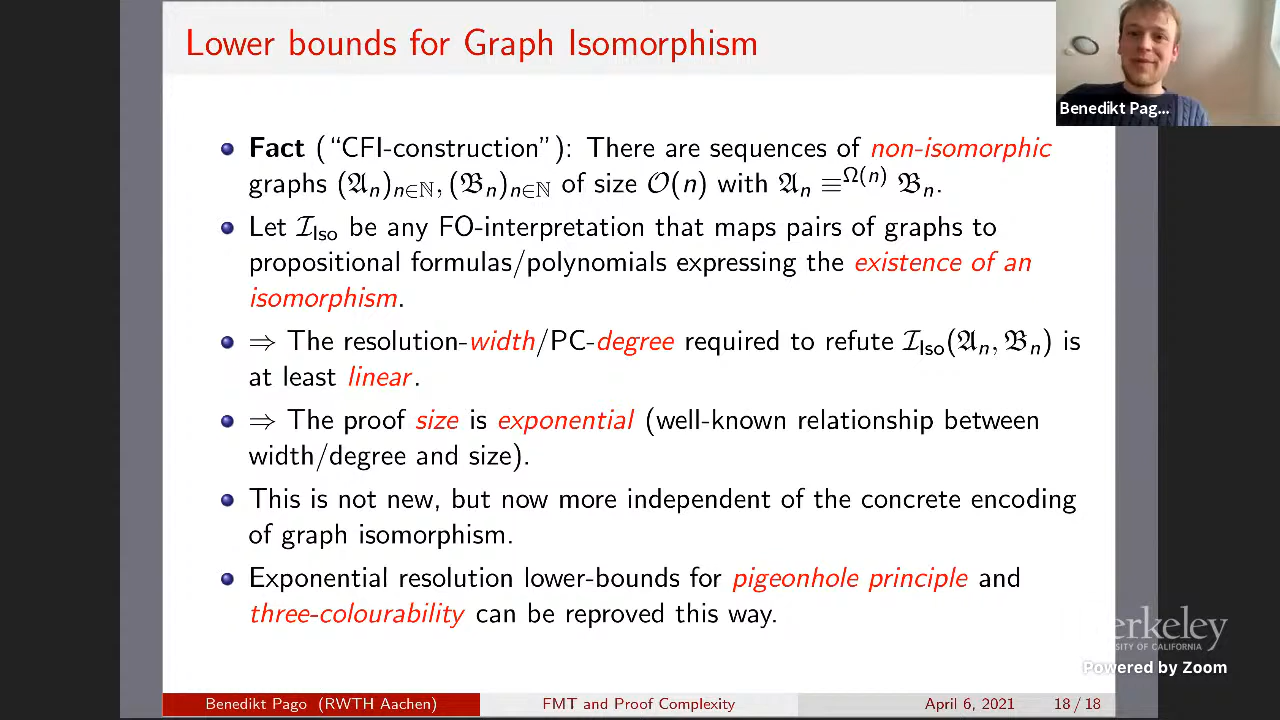 Lower bounds for Graph Isomorphism
Benedikt Pag...
Fact (“CFI-construction”): There are sequences of non-isomorphic
graphs (𝔄ₙ)ₙ∈ℕ, (𝔅ₙ)ₙ∈ℕ of size 𝒪(n) with 𝔄ₙ ≡^Ω(n) 𝔅ₙ.
Let ℐ_Iso be any FO-interpretation that maps pairs of graphs to
propositional formulas/polynomials expressing the existence of an
isomorphism.
⇒ The resolution-width/PC-degree required to refute ℐ_Iso(𝔄ₙ, 𝔅ₙ) is
at least linear.
⇒ The proof size is exponential (well-known relationship between
width/degree and size).
This is not new, but now more independent of the concrete encoding
of graph isomorphism.
Exponential resolution lower-bounds for pigeonhole principle and
three-colourability can be reproved this way.
erkeley
SITY OF CALIFORNIA
Powered by Zoom
Benedikt Pago (RWTH Aachen) FMT and Proof Complexity April 6, 2021 18 / 18